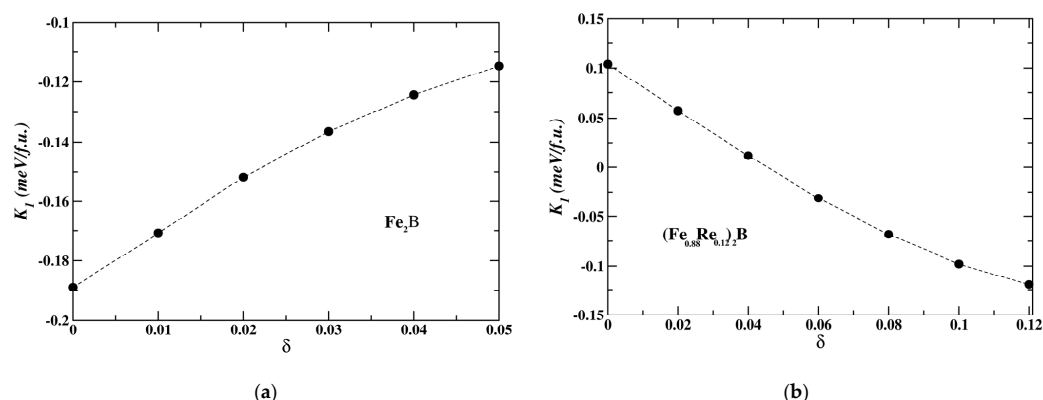 -0.1
-0.12
-0.14
-0.16
-0.18
-0.2
K₁ (meV/f.u.)
Fe₂B
0 0.01 0.02 0.03 0.04 0.05
δ
(a)
0.15
0.1
0.05
0
-0.05
-0.1
-0.15
K₁ (meV/f.u.)
(Fe₀.₈₈Re₀.₁₂)₂B
0 0.02 0.04 0.06 0.08 0.1 0.12
δ
(b)